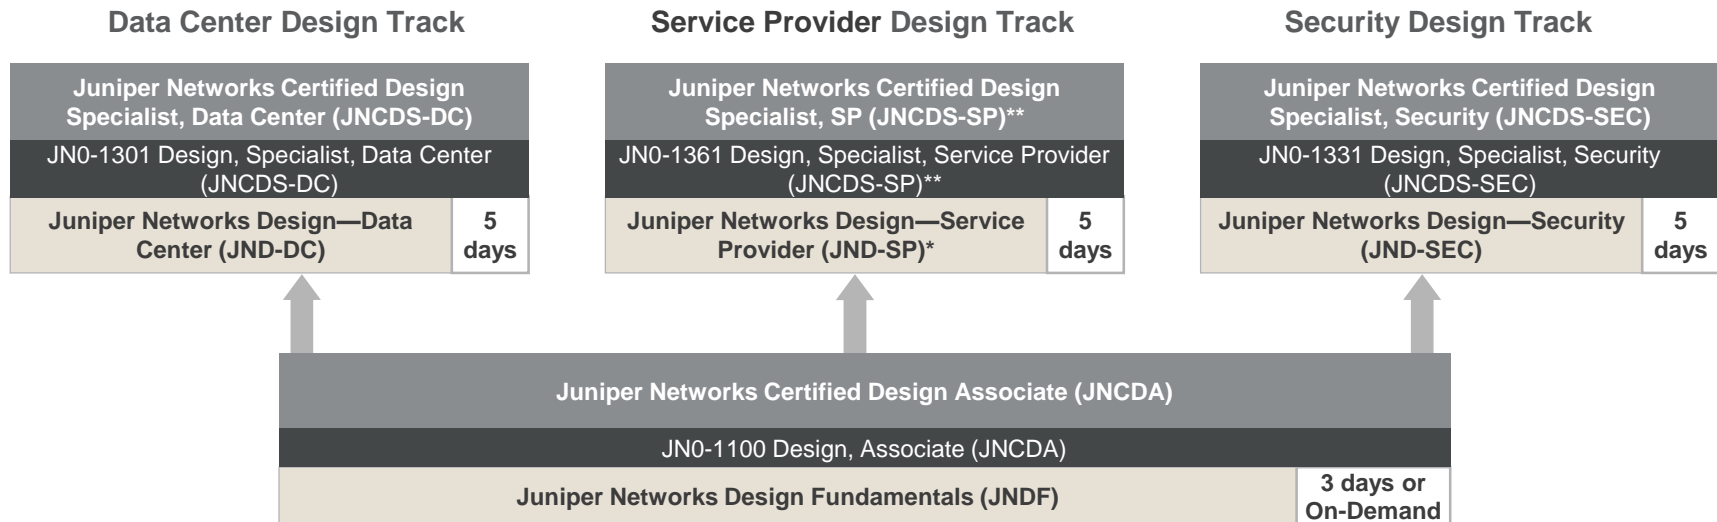 Data Center Design Track
Service Provider Design Track
Security Design Track
Juniper Networks Certified Design
Specialist, Data Center (JNCDS-DC)
JN0-1301 Design, Specialist, Data Center
(JNCDS-DC)
Juniper Networks Design—Data
Center (JND-DC)
5
days
Juniper Networks Certified Design
Specialist, SP (JNCDS-SP)**
JN0-1361 Design, Specialist, Service Provider
(JNCDS-SP)**
Juniper Networks Design—Service
Provider (JND-SP)*
5
days
Juniper Networks Certified Design
Specialist, Security (JNCDS-SEC)
JN0-1331 Design, Specialist, Security
(JNCDS-SEC)
Juniper Networks Design—Security
(JND-SEC)
5
days
Juniper Networks Certified Design Associate (JNCDA)
JN0-1100 Design, Associate (JNCDA)
Juniper Networks Design Fundamentals (JNDF)
3 days or
On-Demand